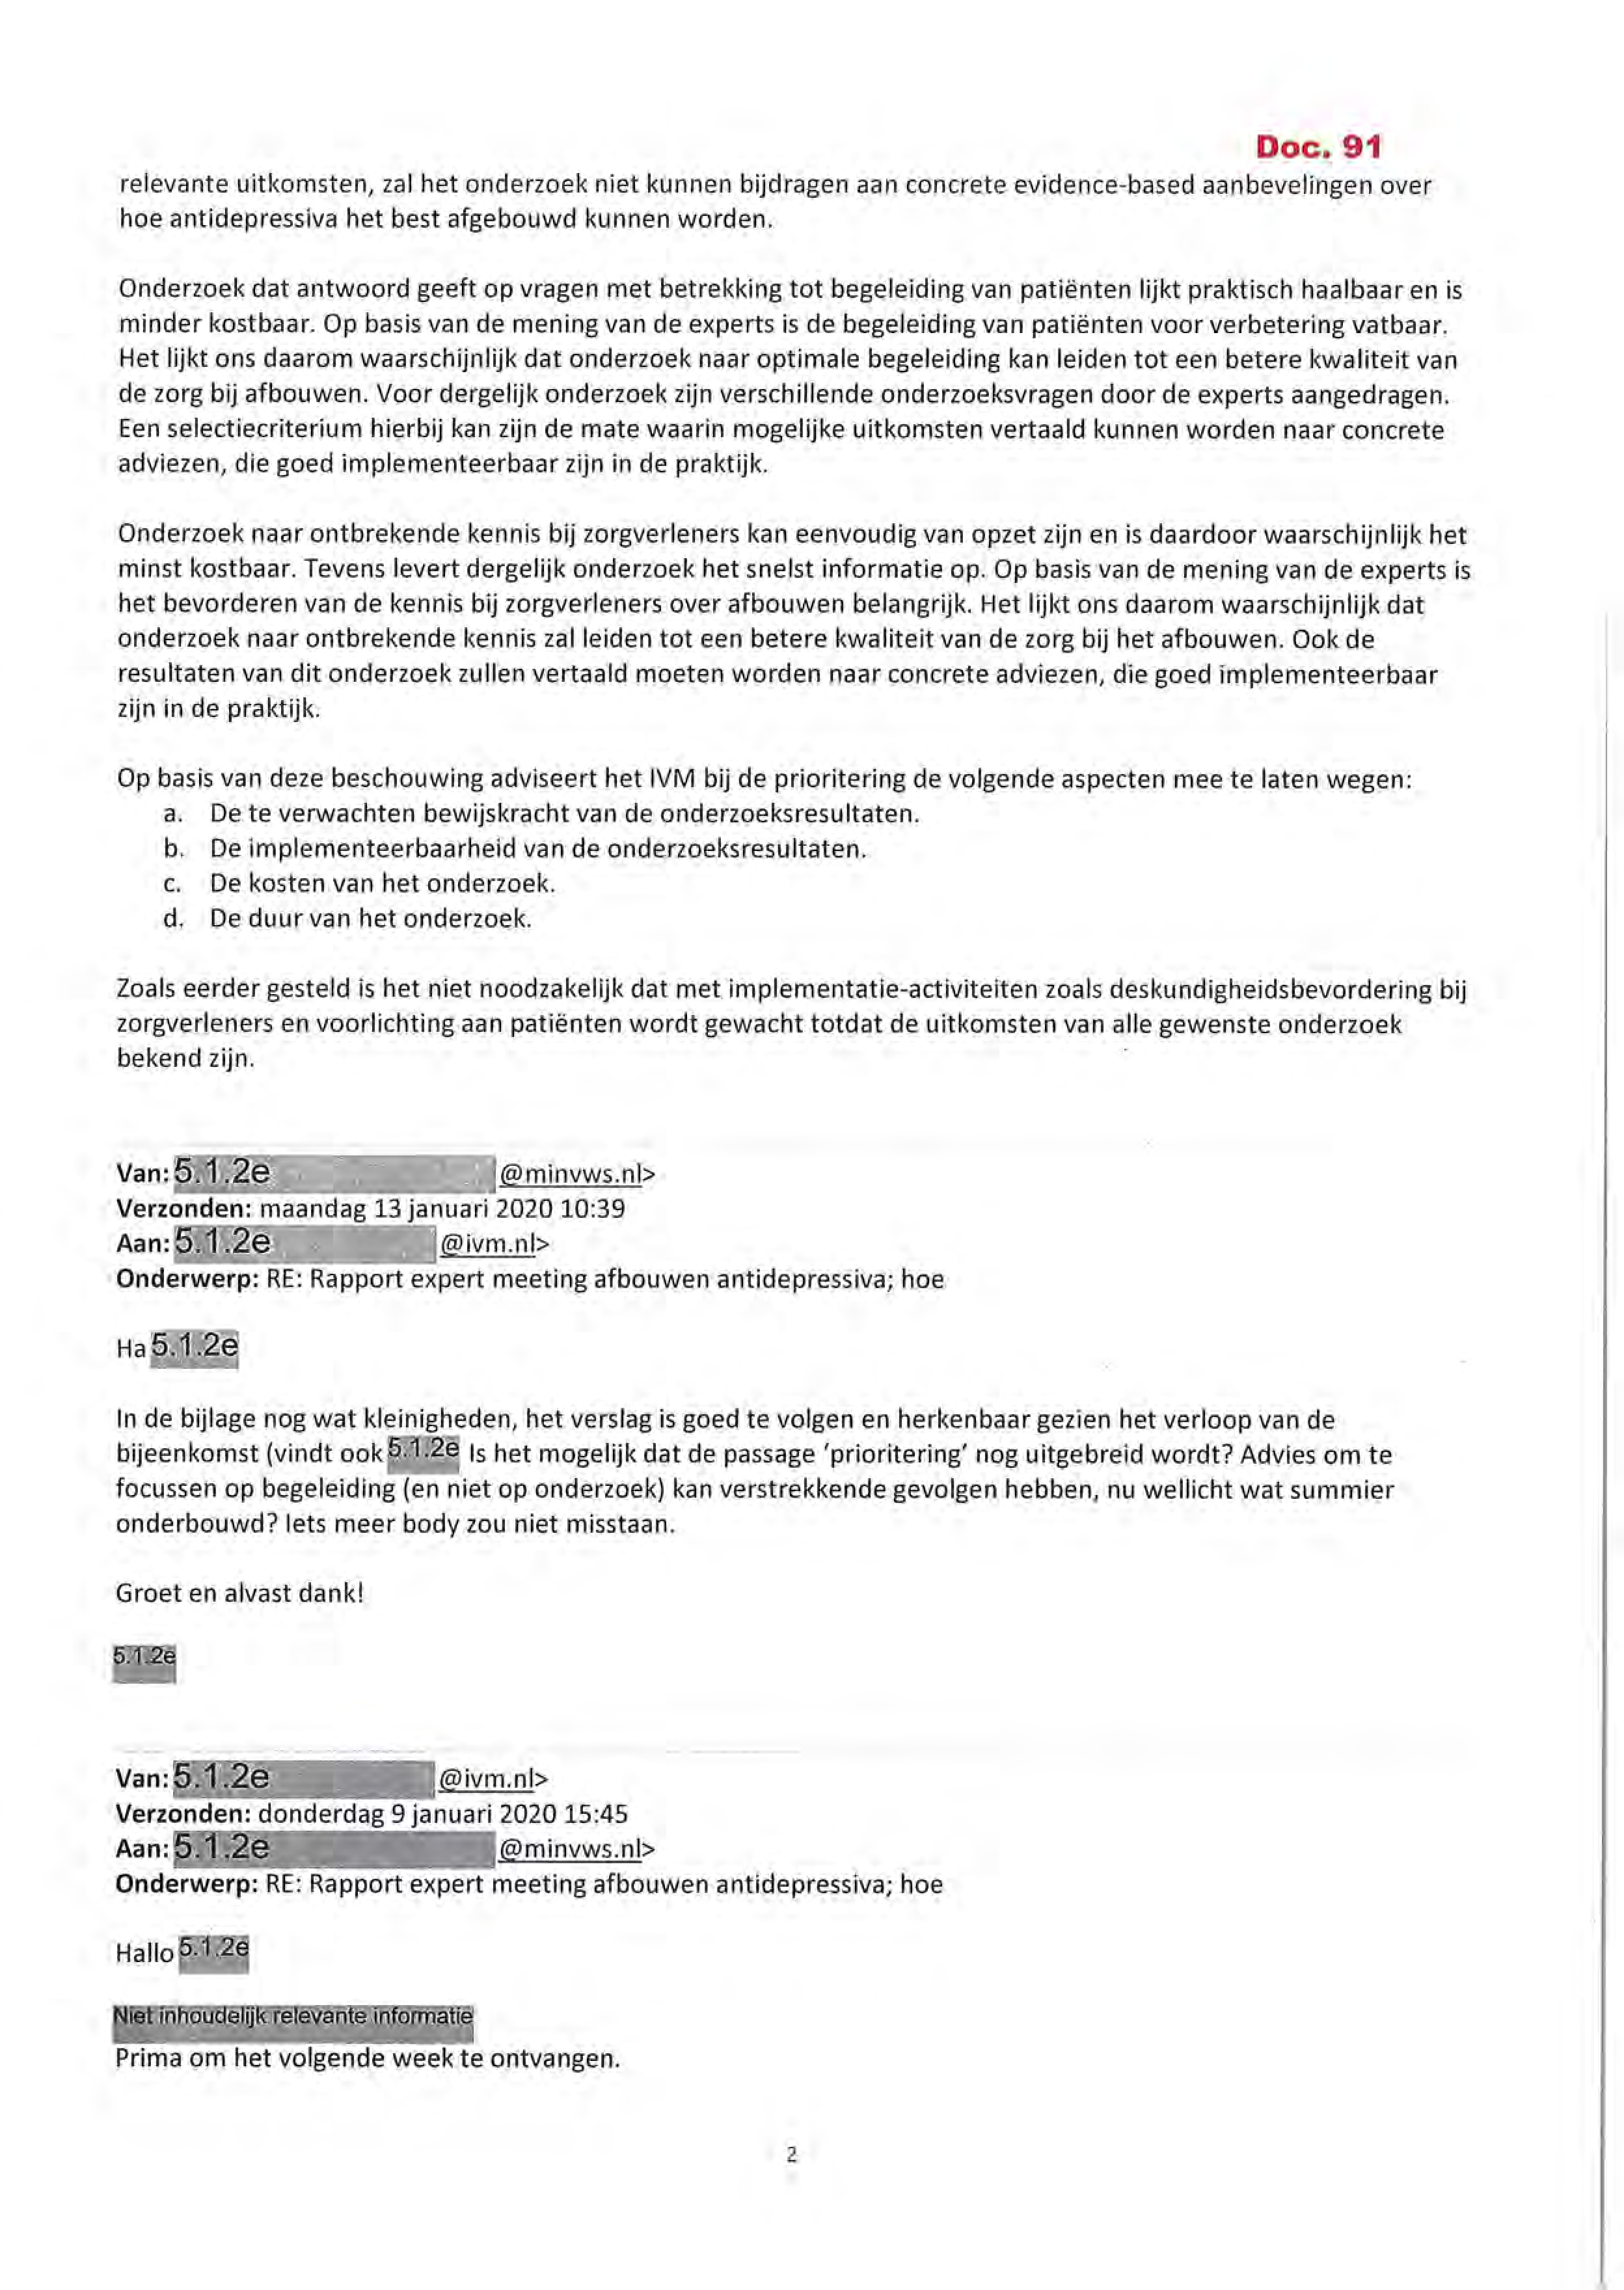 Doc. 91
relevante uitkomsten, zal het onderzoek niet kunnen bijdragen aan concrete evidence-based aanbevelingen over
hoe antidepressiva het best afgebouwd kunnen worden.
Onderzoek dat antwoord geeft op vragen met betrekking tot begeleiding van patiënten lijkt praktisch haalbaar en is
minder kostbaar. Op basis van de mening van de experts is de begeleiding van patiënten voor verbetering vatbaar.
Het lijkt ons daarom waarschijnlijk dat onderzoek naar optimale begeleiding kan leiden tot een betere kwaliteit van
de zorg bij afbouwen. Voor dergelijk onderzoek zijn verschillende onderzoeksvragen door de experts aangedragen.
Een selectiecriterium hierbij kan zijn de mate waarin mogelijke uitkomsten vertaald kunnen worden naar concrete
adviezen, die goed implementeerbaar zijn in de praktijk.
Onderzoek naar ontbrekende kennis bij zorgverleners kan eenvoudig van opzet zijn en is daardoor waarschijnlijk het
minst kostbaar. Tevens levert dergelijk onderzoek het snelst informatie op. Op basis van de mening van de experts is
het bevorderen van de kennis bij zorgverleners over afbouwen belangrijk. Het lijkt ons daarom waarschijnlijk dat
onderzoek naar ontbrekende kennis zal leiden tot een betere kwaliteit van de zorg bij het afbouwen. Ook de
resultaten van dit onderzoek zullen vertaald moeten worden naar concrete adviezen, die goed implementeerbaar
zijn in de praktijk.
Op basis van deze beschouwing adviseert het IVM bij de prioritering de volgende aspecten mee te laten wegen:
a. De te verwachten bewijskracht van de onderzoeksresultaten.
b. De implementeerbaarheid van de onderzoeksresultaten.
c. De kosten van het onderzoek.
d. De duur van het onderzoek.
Zoals eerder gesteld is het niet noodzakelijk dat met implementatie-activiteiten zoals deskundigheidsbevordering bij
zorgverleners en voorlichting aan patiënten wordt gewacht totdat de uitkomsten van alle gewenste onderzoek
bekend zijn.
Van: 5.1.2e @minvws.nl>
Verzonden: maandag 13 januari 2020 10:39
Aan: 5.1.2e @ivm.nl>
Onderwerp: RE: Rapport expert meeting afbouwen antidepressiva; hoe
Ha 5.1.2e
In de bijlage nog wat kleinigheden, het verslag is goed te volgen en herkenbaar gezien het verloop van de
bijeenkomst (vindt ook 5.1.2e Is het mogelijk dat de passage 'prioritering' nog uitgebreid wordt? Advies om te
focussen op begeleiding (en niet op onderzoek) kan verstrekkende gevolgen hebben, nu wellicht wat summier
onderbouwd? Iets meer body zou niet misstaan.
Groet en alvast dank!
5.1.2e
Van: 5.1.2e @ivm.nl>
Verzonden: donderdag 9 januari 2020 15:45
Aan: 5.1.2e @minvws.nl>
Onderwerp: RE: Rapport expert meeting afbouwen antidepressiva; hoe
Hallo 5.1.2e
Niet inhoudelijk relevante informatie
Prima om het volgende week te ontvangen.
2